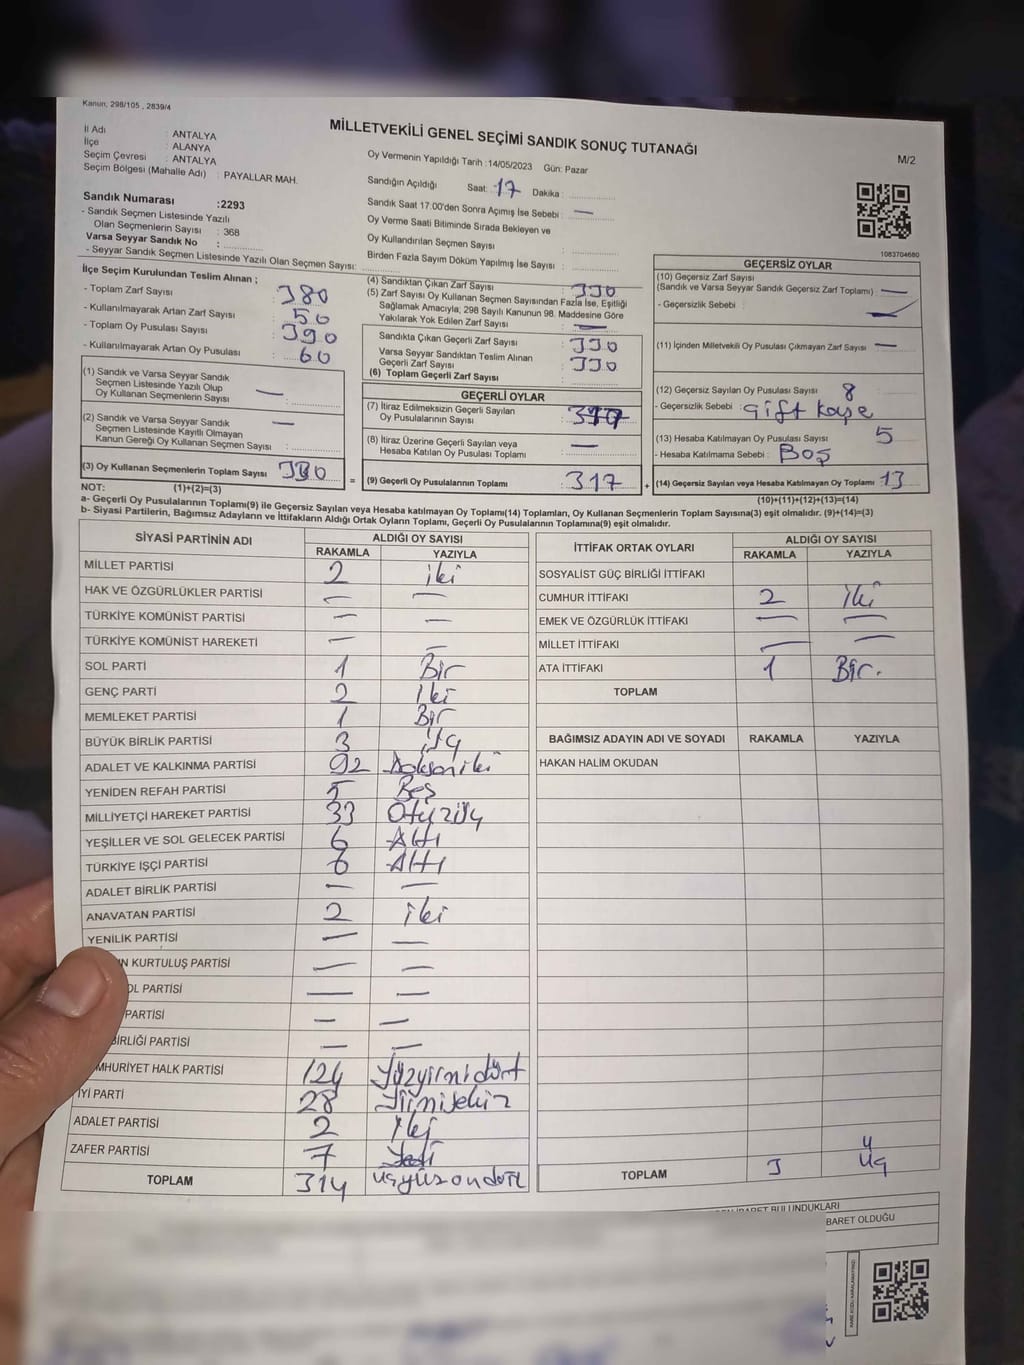 Kanun, 298/105 , 2839/4
MİLLETVEKİLİ GENEL SEÇİMİ SANDIK SONUÇ TUTANAĞI
M/2
İl Adı : ANTALYA
İlçe : ALANYA
Seçim Çevresi : ANTALYA
Seçim Bölgesi (Mahalle Adı) : PAYALLAR MAH.
Oy Vermenin Yapıldığı Tarih :14/05/2023 Gün: Pazar
Sandığın Açıldığı Saat: 17 Dakika :
Sandık Saat 17.00'den Sonra Açımış İse Sebebi : —
Oy Verme Saati Bitiminde Sırada Bekleyen ve
Oy Kullandırılan Seçmen Sayısı :
Birden Fazla Sayım Döküm Yapılmış İse Sayısı :
Sandık Numarası :2293
- Sandık Seçmen Listesinde Yazılı
Olan Seçmenlerin Sayısı : 368
Varsa Seyyar Sandık No :
- Seyyar Sandık Seçmen Listesinde Yazılı Olan Seçmen Sayısı:
1083704680
İlçe Seçim Kurulundan Teslim Alınan ;
- Toplam Zarf Sayısı : 380
- Kullanılmayarak Artan Zarf Sayısı : 50
- Toplam Oy Pusulası Sayısı : 390
- Kullanılmayarak Artan Oy Pusulası : 60
(1) Sandık ve Varsa Seyyar Sandık
Seçmen Listesinde Yazılı Olup
Oy Kullanan Seçmenlerin Sayısı : —
(2) Sandık ve Varsa Seyyar Sandık
Seçmen Listesinde Kayıtlı Olmayan
Kanun Gereği Oy Kullanan Seçmen Sayısı : —
(3) Oy Kullanan Seçmenlerin Toplam Sayısı 330
(4) Sandıktan Çıkan Zarf Sayısı : 330
(5) Zarf Sayısı Oy Kullanan Seçmen Sayısından Fazla İse, Eşitliği
Sağlamak Amacıyla; 298 Sayılı Kanunun 98. Maddesine Göre
Yakılarak Yok Edilen Zarf Sayısı : —
Sandıkta Çıkan Geçerli Zarf Sayısı : 330
Varsa Seyyar Sandıktan Teslim Alınan
Geçerli Zarf Sayısı : 330
(6) Toplam Geçerli Zarf Sayısı :
GEÇERLİ OYLAR
(7) İtiraz Edilmeksizin Geçerli Sayılan
Oy Pusulalarının Sayısı : 317
(8) İtiraz Üzerine Geçerli Sayılan veya
Hesaba Katılan Oy Pusulası Toplamı : —
= (9) Geçerli Oy Pusulalarının Toplamı : 317
GEÇERSİZ OYLAR
(10) Geçersiz Zarf Sayısı
(Sandık ve Varsa Seyyar Sandık Geçersiz Zarf Toplamı) : —
- Geçersizlik Sebebi :
(11) İçinden Milletvekili Oy Pusulası Çıkmayan Zarf Sayısı : —
(12) Geçersiz Sayılan Oy Pusulası Sayısı : 8
- Geçersizlik Sebebi : Çift Kaşe
(13) Hesaba Katılmayan Oy Pusulası Sayısı : 5
- Hesaba Katılmama Sebebi : Boş
+ (14) Geçersiz Sayılan veya Hesaba Katılmayan Oy Toplamı : 13
NOT: (1)+(2)=(3)
(10)+(11)+(12)+(13)=(14)
a- Geçerli Oy Pusulalarının Toplamı(9) ile Geçersiz Sayılan veya Hesaba Katılmayan Oy Toplamı(14) Toplamları, Oy Kullanan Seçmenlerin Toplam Sayısına(3) eşit olmalıdır. (9)+(14)=(3)
b- Siyasi Partilerin, Bağımsız Adayların ve İttifakların Aldığı Ortak Oyların Toplamı, Geçerli Oy Pusulalarının Toplamına(9) eşit olmalıdır.
SİYASİ PARTİNİN ADI ALDIĞI OY SAYISI
RAKAMLA YAZIYLA
MİLLET PARTİSİ 2 iki
HAK VE ÖZGÜRLÜKLER PARTİSİ — —
TÜRKİYE KOMÜNİST PARTİSİ — —
TÜRKİYE KOMÜNİST HAREKETİ — —
SOL PARTİ 1 Bir
GENÇ PARTİ 2 iki
MEMLEKET PARTİSİ 1 Bir
BÜYÜK BİRLİK PARTİSİ 3 üç
ADALET VE KALKINMA PARTİSİ 92 Doksaniki
YENİDEN REFAH PARTİSİ 5 Beş
MİLLİYETÇİ HAREKET PARTİSİ 33 Otuzüç
YEŞİLLER VE SOL GELECEK PARTİSİ 6 Altı
TÜRKİYE İŞÇİ PARTİSİ 6 Altı
ADALET BİRLİK PARTİSİ — —
ANAVATAN PARTİSİ 2 iki
YENİLİK PARTİSİ — —
N KURTULUŞ PARTİSİ — —
OL PARTİSİ — —
PARTİSİ — —
BİRLİĞİ PARTİSİ — —
MHURİYET HALK PARTİSİ 124 Yüzyirmidört
İYİ PARTİ 28 Yirmisekiz
ADALET PARTİSİ 2 iki
ZAFER PARTİSİ 7 Yedi
TOPLAM 314 üçyüzondört
İTTİFAK ORTAK OYLARI ALDIĞI OY SAYISI
RAKAMLA YAZIYLA
SOSYALİST GÜÇ BİRLİĞİ İTTİFAKI
CUMHUR İTTİFAKI 2 iki
EMEK VE ÖZGÜRLÜK İTTİFAKI — —
MİLLET İTTİFAKI — —
ATA İTTİFAKI 1 Bir.
TOPLAM
BAĞIMSIZ ADAYIN ADI VE SOYADI RAKAMLA YAZIYLA
HAKAN HALİM OKUDAN
TOPLAM 3 üç
BULUNDUKLARI
BARET OLDUĞU